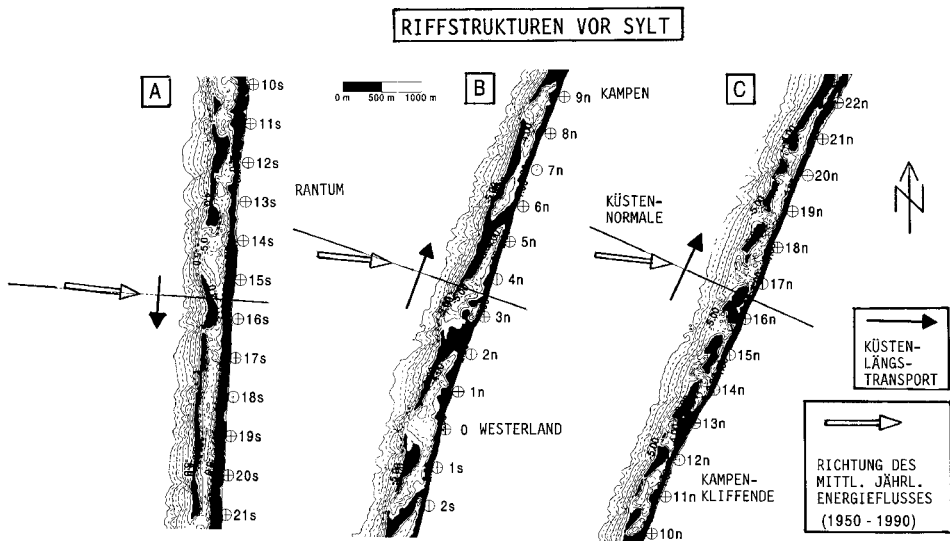 RIFFSTRUKTUREN VOR SYLT
A
B
C
0 m 500 m 1000 m
10s
11s
12s
13s
14s
15s
16s
17s
18s
19s
20s
21s
RANTUM
9n KAMPEN
8n
7n
6n
5n
4n
3n
2n
1n
0 WESTERLAND
1s
2s
KÜSTEN-
NORMALE
22n
21n
20n
19n
18n
17n
16n
15n
14n
13n
12n
11n
10n
KAMPEN-
KLIFFENDE
N
KÜSTEN-
LÄNGS-
TRANSPORT
RICHTUNG DES
MITTL. JÄHRL.
ENERGIEFLUSSES
(1950 - 1990)